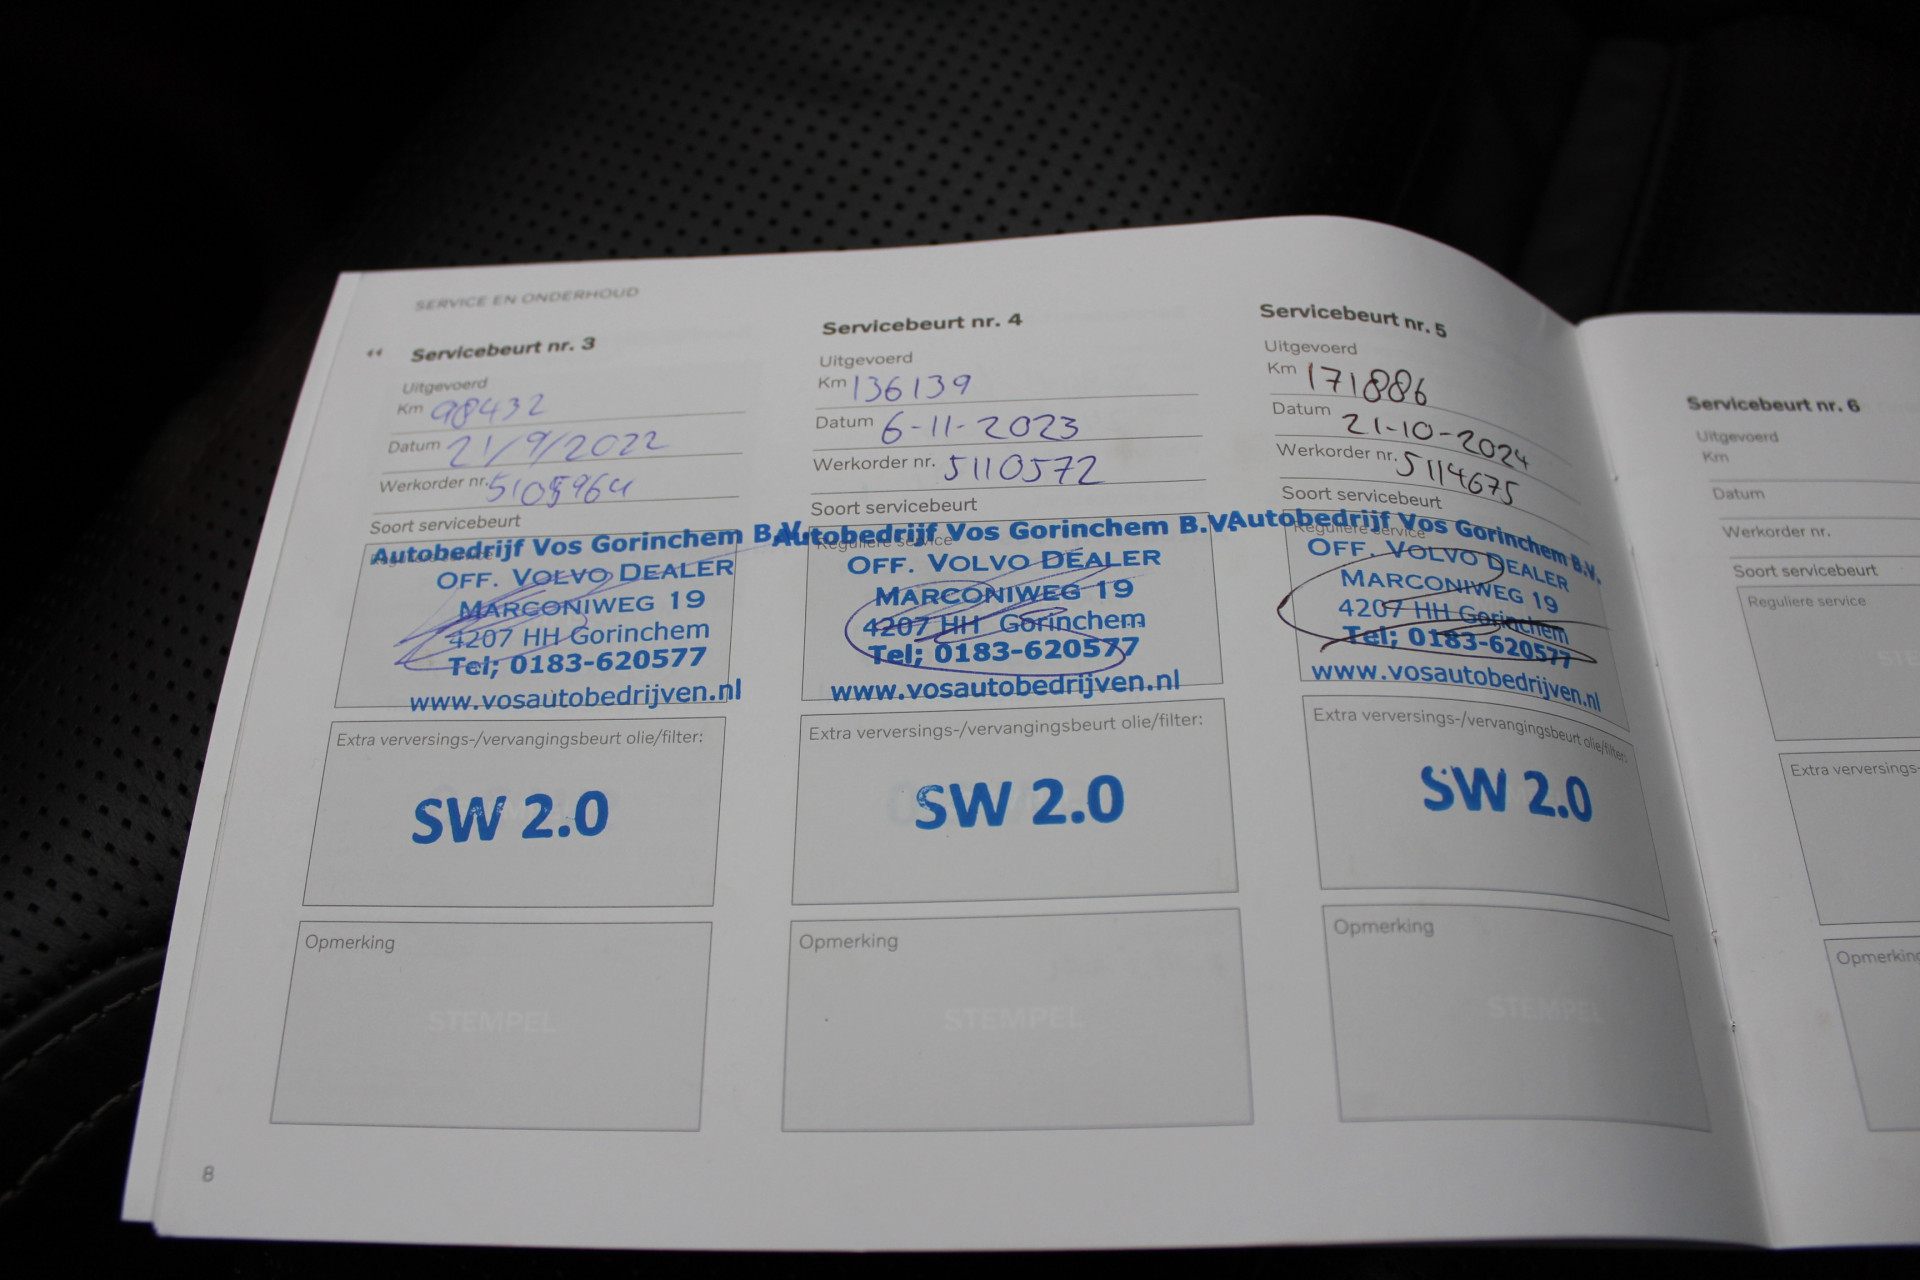 SERVICE EN ONDERHOUD
Servicebeurt nr. 3
Uitgevoerd
Km 98432
Datum 21/9/2022
Werkorder nr. 5105964
Soort servicebeurt
Reguliere service
Autobedrijf Vos Gorinchem B.V.
OFF. VOLVO DEALER
MARCONIWEG 19
4207 HH Gorinchem
Tel; 0183-620577
www.vosautobedrijven.nl
Extra verversings-/vervangingsbeurt olie/filter:
SW 2.0
Opmerking
STEMPEL
Servicebeurt nr. 4
Uitgevoerd
Km 136139
Datum 6-11-2023
Werkorder nr. 5110572
Soort servicebeurt
Reguliere service
Autobedrijf Vos Gorinchem B.V.
OFF. VOLVO DEALER
MARCONIWEG 19
4207 HH Gorinchem
Tel; 0183-620577
www.vosautobedrijven.nl
Extra verversings-/vervangingsbeurt olie/filter:
SW 2.0
Opmerking
STEMPEL
Servicebeurt nr. 5
Uitgevoerd
Km 171886
Datum 21-10-2024
Werkorder nr. 5114675
Soort servicebeurt
Reguliere service
Autobedrijf Vos Gorinchem B.V.
OFF. VOLVO DEALER
MARCONIWEG 19
4207 HH Gorinchem
Tel; 0183-620577
www.vosautobedrijven.nl
Extra verversings-/vervangingsbeurt olie/filter:
SW 2.0
Opmerking
STEMPEL
Servicebeurt nr. 6
Uitgevoerd
Km
Datum
Werkorder nr.
Soort servicebeurt
Reguliere service
Extra verversings-
Opmerking
8